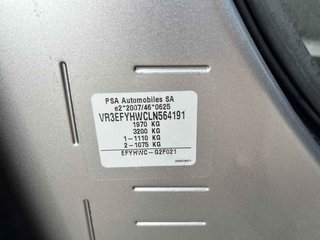 PSA Automobiles SA
e2*2007/46*0625
VR3EFYHWCLN564191
1970 KG
3200 KG
1-1110 KG
2-1075 KG
EFYHWC-G2F021